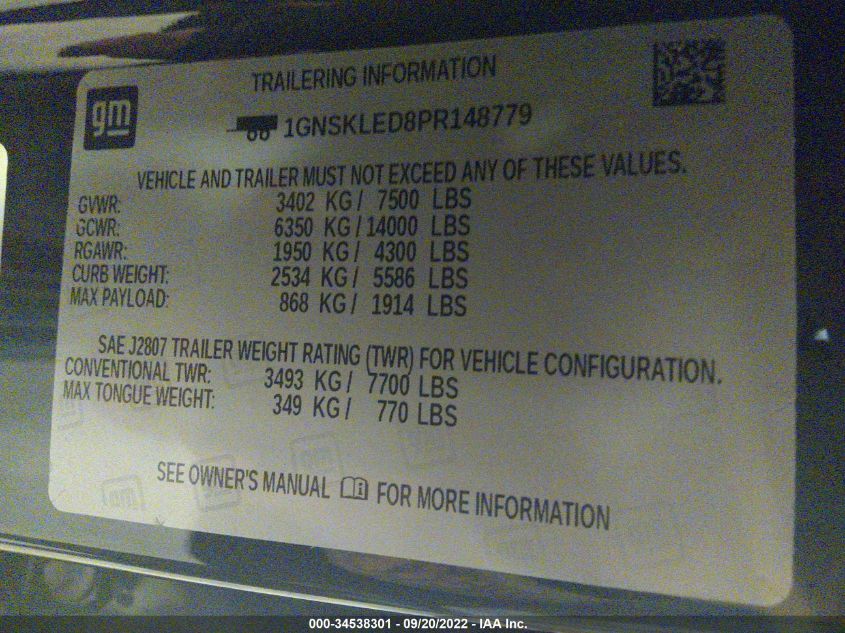 TRAILERING INFORMATION
gm
1GNSKLED8PR148779
VEHICLE AND TRAILER MUST NOT EXCEED ANY OF THESE VALUES.
GVWR: 3402 KG / 7500 LBS
GCWR: 6350 KG / 14000 LBS
RGAWR: 1950 KG / 4300 LBS
CURB WEIGHT: 2534 KG / 5586 LBS
MAX PAYLOAD: 868 KG / 1914 LBS
SAE J2807 TRAILER WEIGHT RATING (TWR) FOR VEHICLE CONFIGURATION.
CONVENTIONAL TWR: 3493 KG / 7700 LBS
MAX TONGUE WEIGHT: 349 KG / 770 LBS
SEE OWNER'S MANUAL FOR MORE INFORMATION
000-34538301 - 09/20/2022 - IAA Inc.